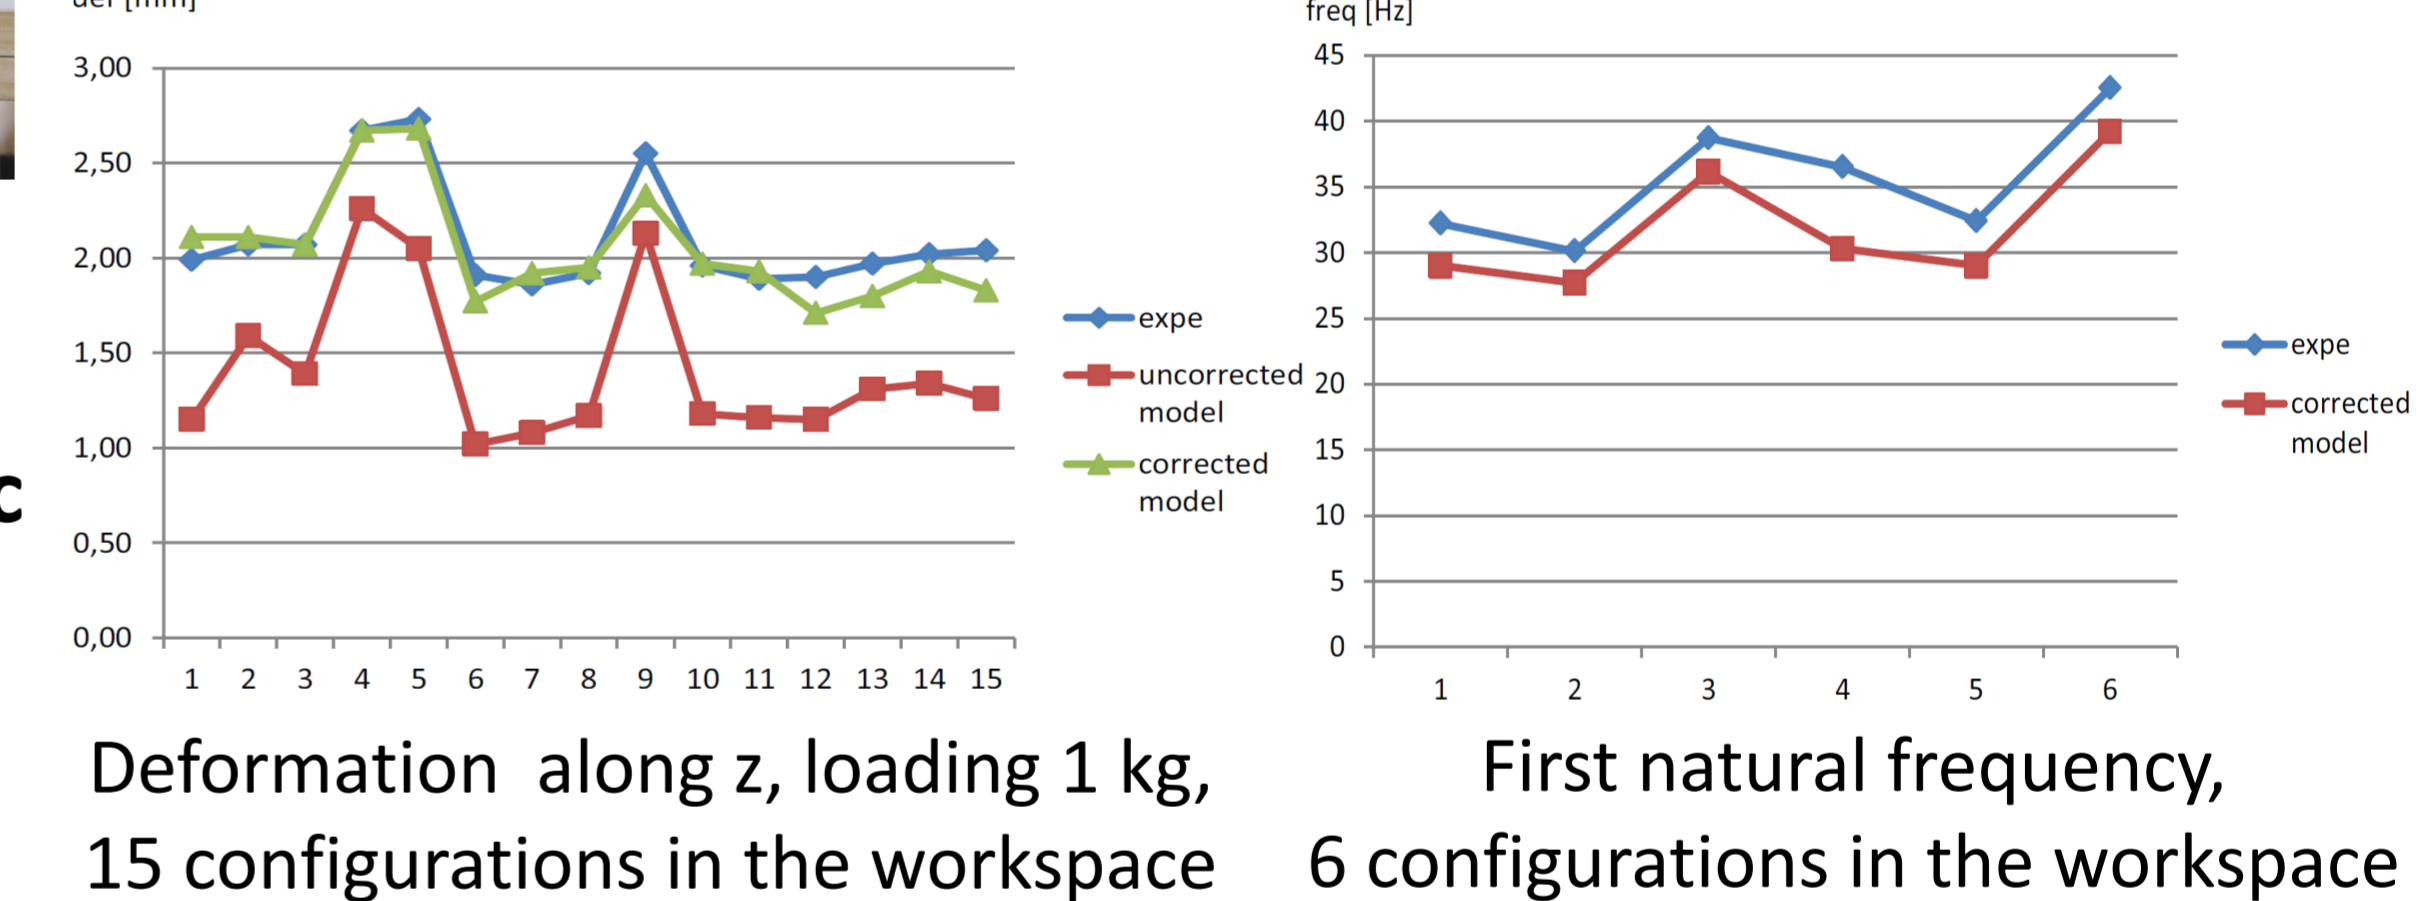 def [mm]
3,00
2,50
2,00
1,50
1,00
0,50
0,00
1 2 3 4 5 6 7 8 9 10 11 12 13 14 15
expe
uncorrected
model
corrected
model
c
Deformation along z, loading 1 kg,
15 configurations in the workspace
freq [Hz]
45
40
35
30
25
20
15
10
5
0
1 2 3 4 5 6
expe
corrected
model
First natural frequency,
6 configurations in the workspace